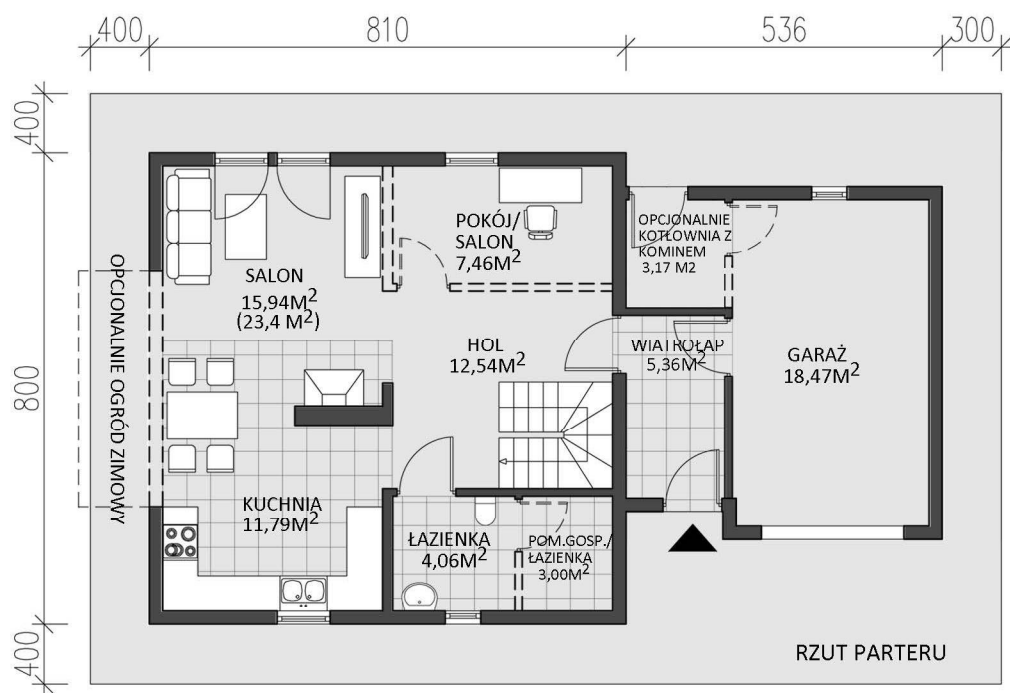 400
810
536
300
400
800
400
OPCJONALNIE OGRÓD ZIMOWY
SALON
15,94M²
(23,4 M²)
POKÓJ/
SALON
7,46M²
OPCJONALNIE
KOTŁOWNIA Z
KOMINEM
3,17 M2
HOL
12,54M²
WIATROŁAP
5,36M²
GARAŻ
18,47M²
KUCHNIA
11,79M²
ŁAZIENKA
4,06M²
POM.GOSP./
ŁAZIENKA
3,00M²
RZUT PARTERU